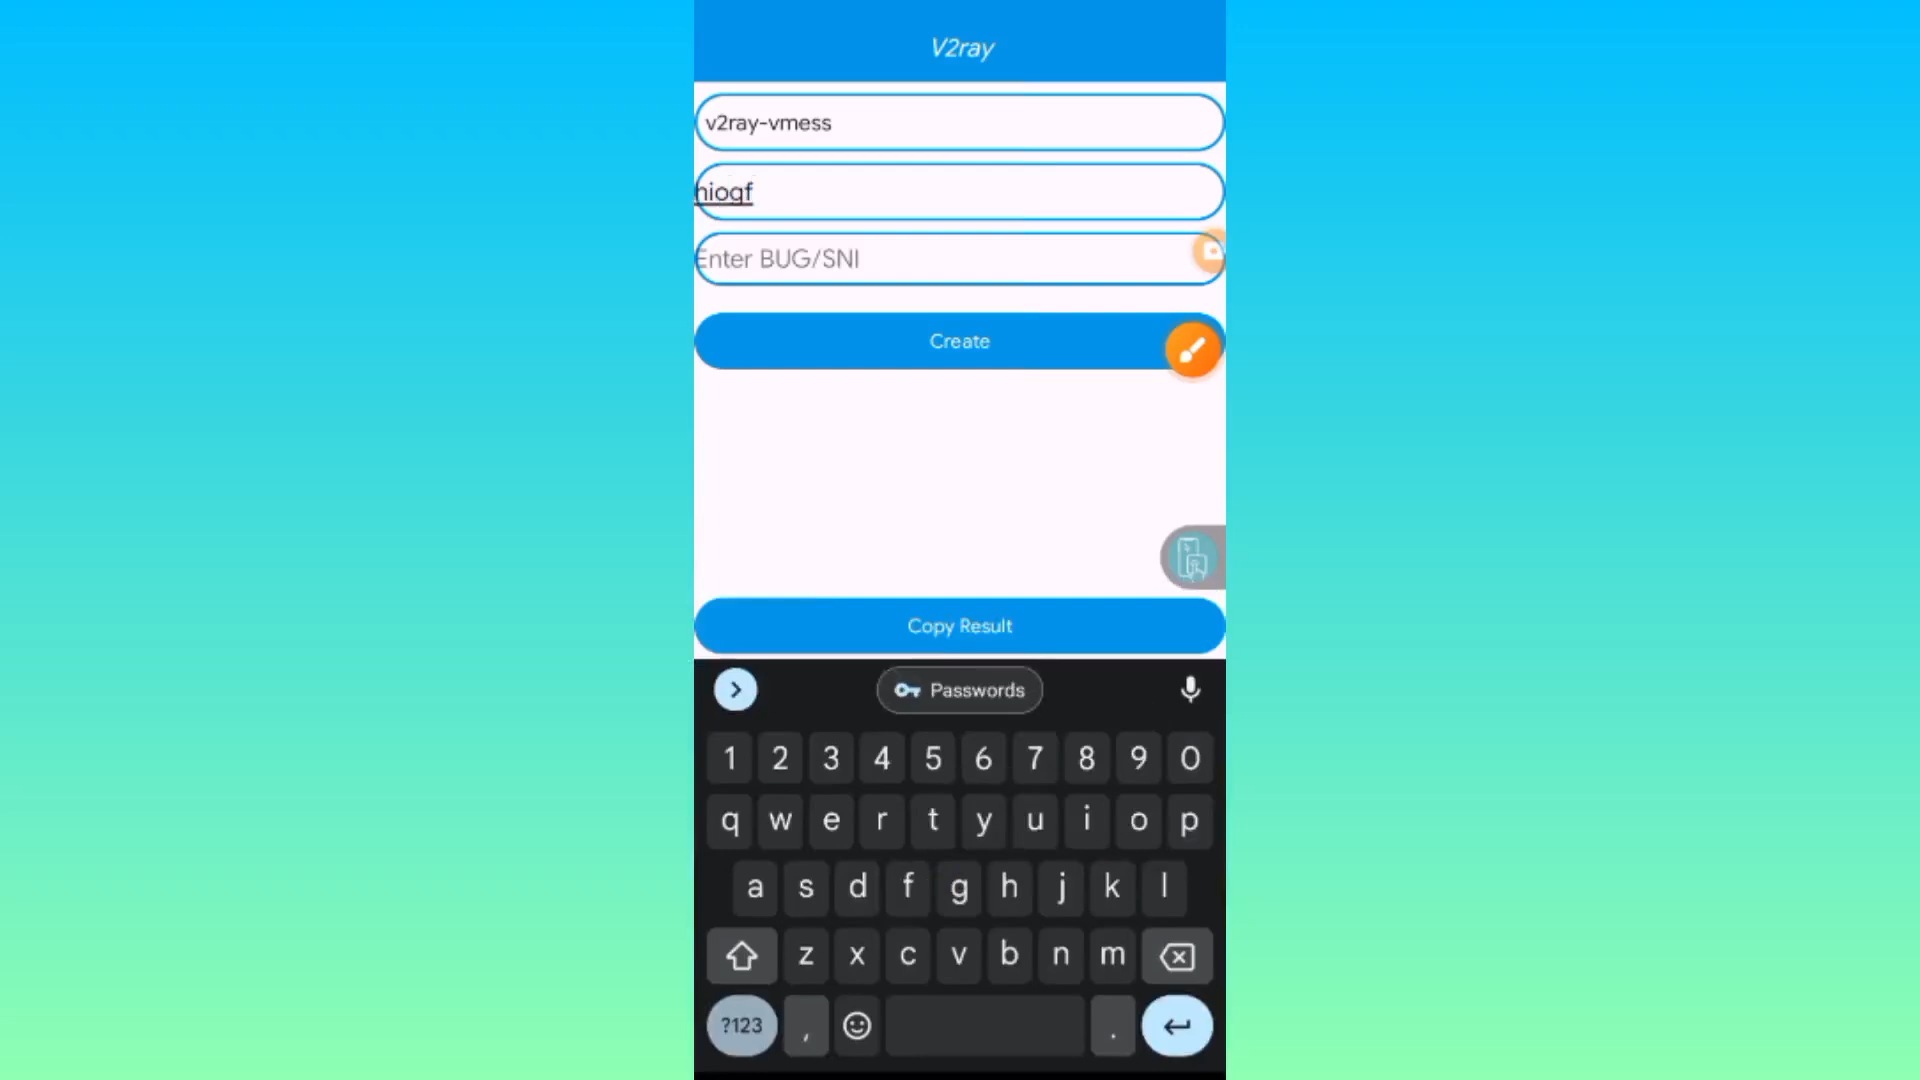 V2ray
v2ray-vmess
hiogf
Enter BUG/SNI
Create
Copy Result
Passwords
1 2 3 4 5 6 7 8 9 0
q w e r t y u i o p
a s d f g h j k l
z x c v b n m
?123 , .